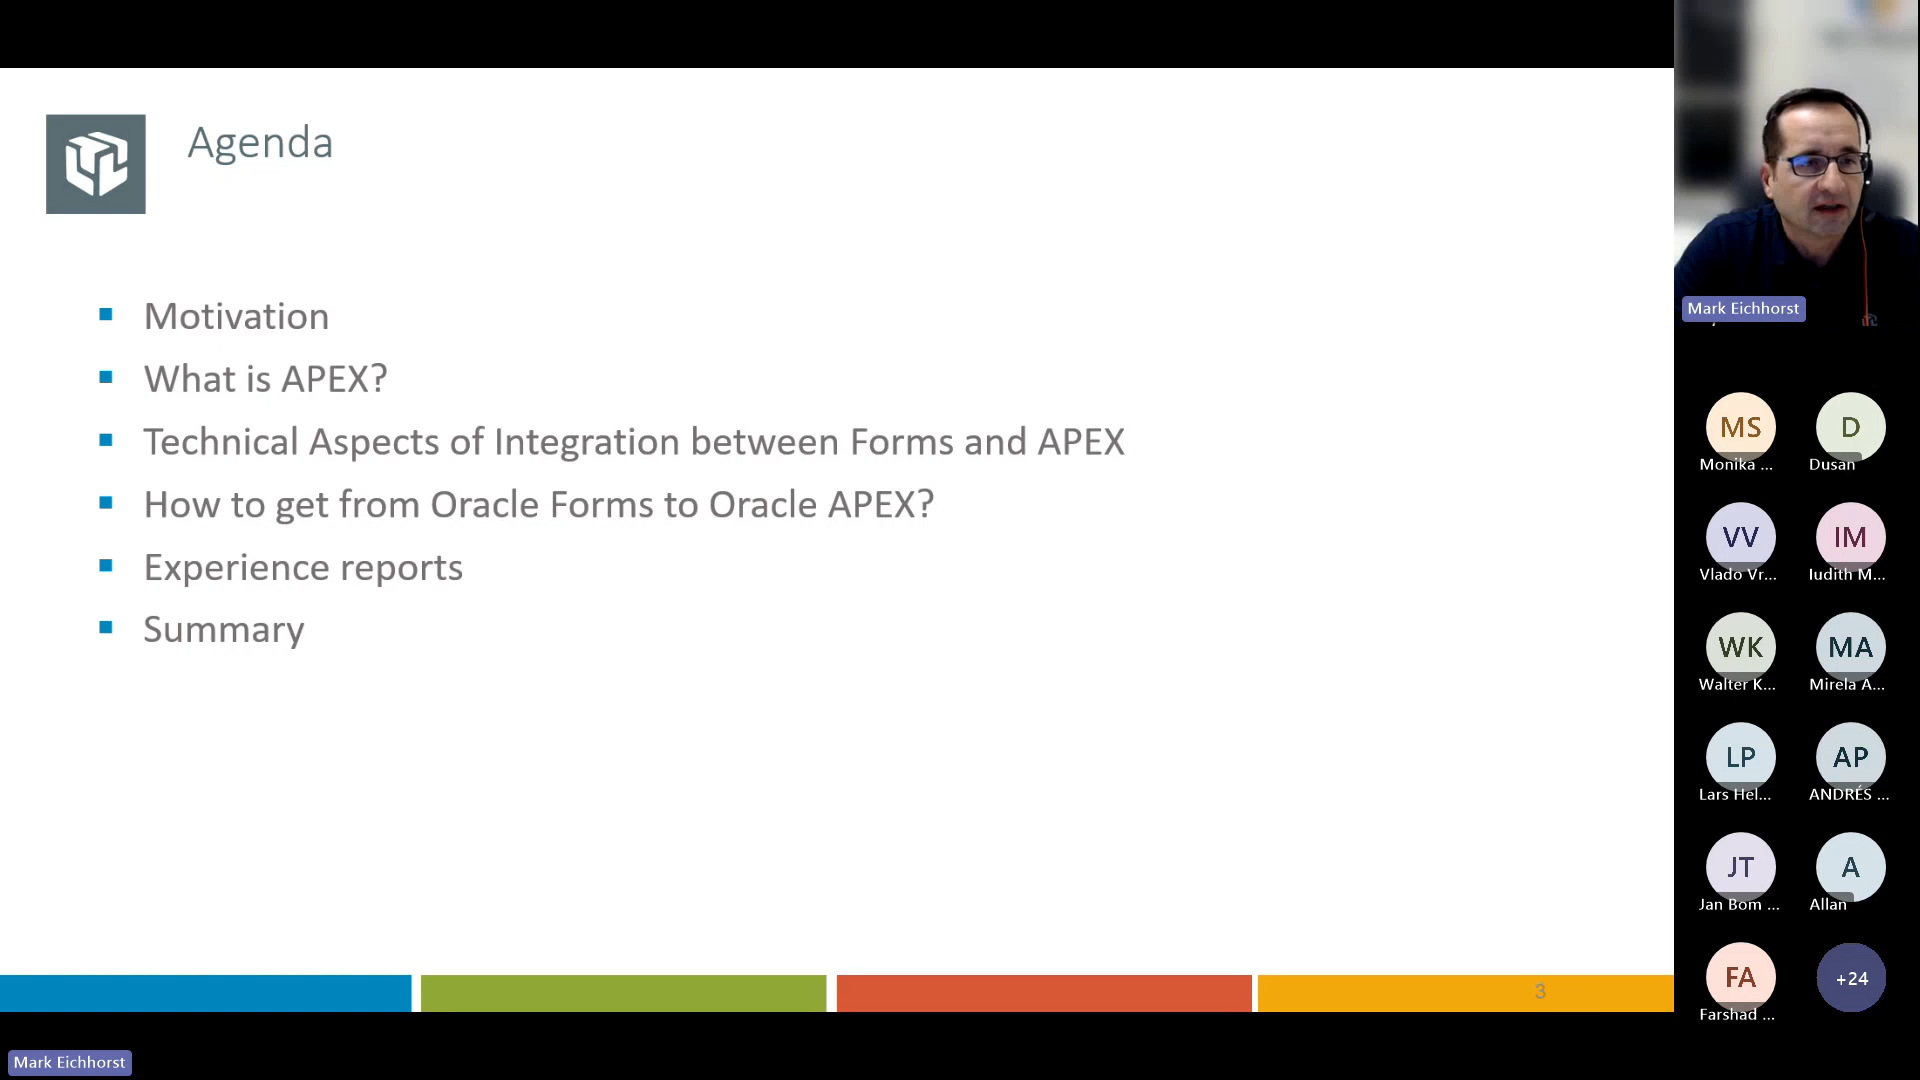 Agenda
Motivation
What is APEX?
Technical Aspects of Integration between Forms and APEX
How to get from Oracle Forms to Oracle APEX?
Experience reports
Summary
3
Mark Eichhorst
Mark Eichhorst
MS
Monika ...
D
Dusan
VV
Vlado Vr...
IM
Iudith M...
WK
Walter K...
MA
Mirela A...
LP
Lars Hel...
AP
ANDRÉS ...
JT
Jan Bom ...
A
Allan
FA
Farshad ...
+24